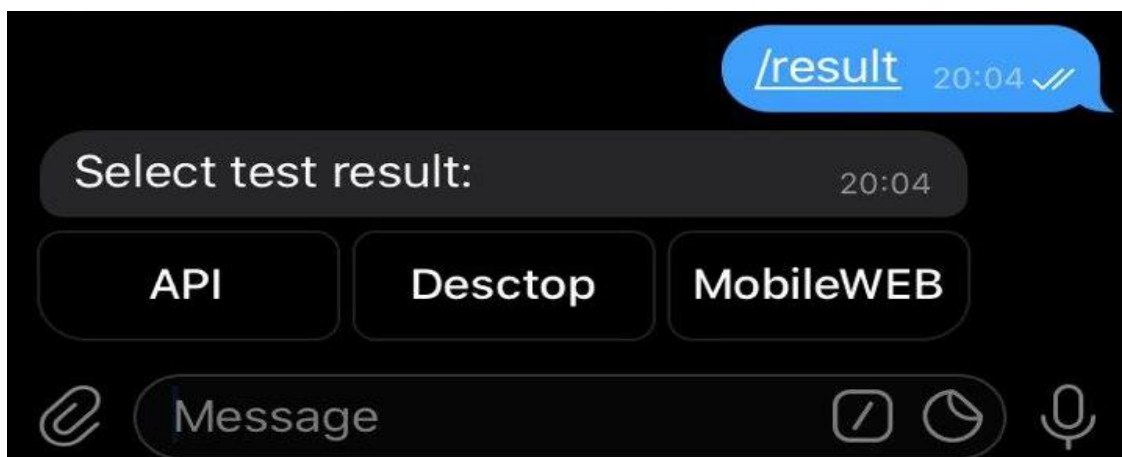 /result 20:04
Select test result: 20:04
API Desctop MobileWEB
Message